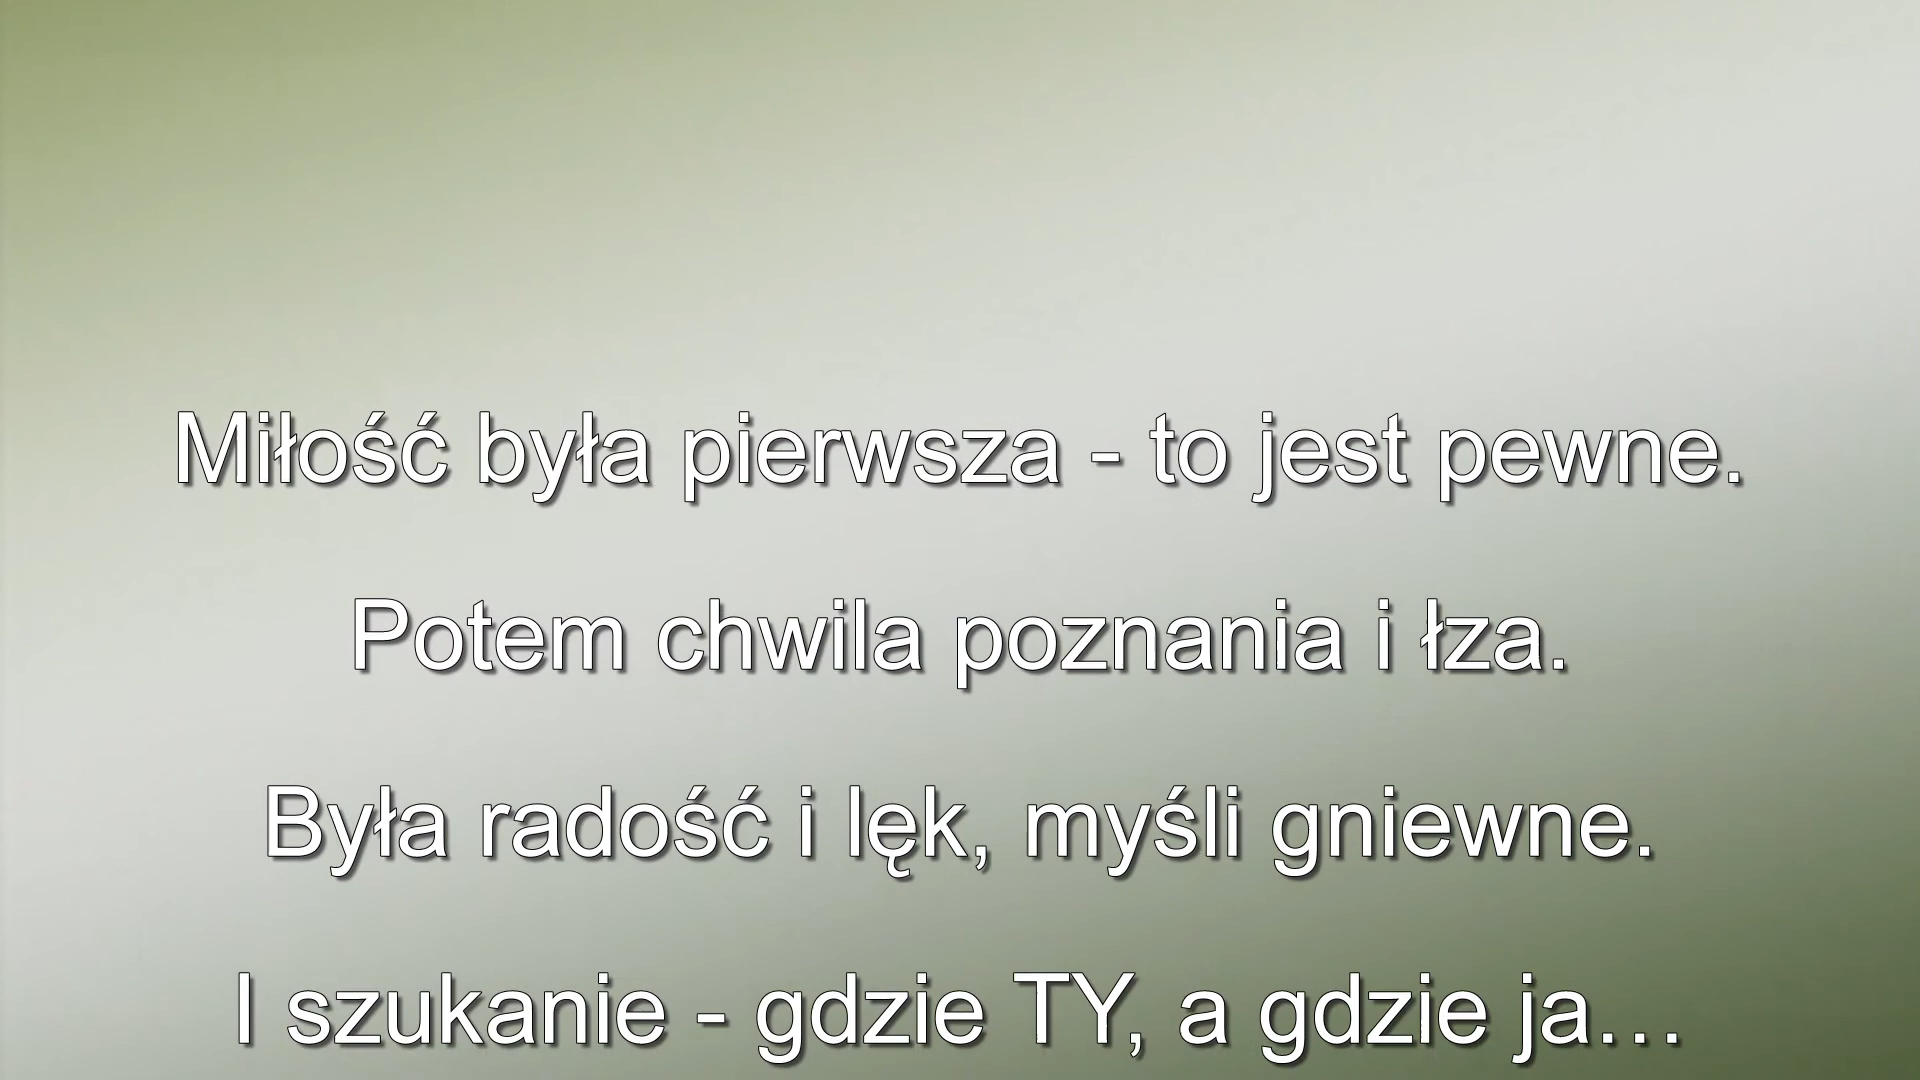 Miłość była pierwsza - to jest pewne.
Potem chwila poznania i łza.
Była radość i lęk, myśli gniewne.
I szukanie - gdzie TY, a gdzie ja…